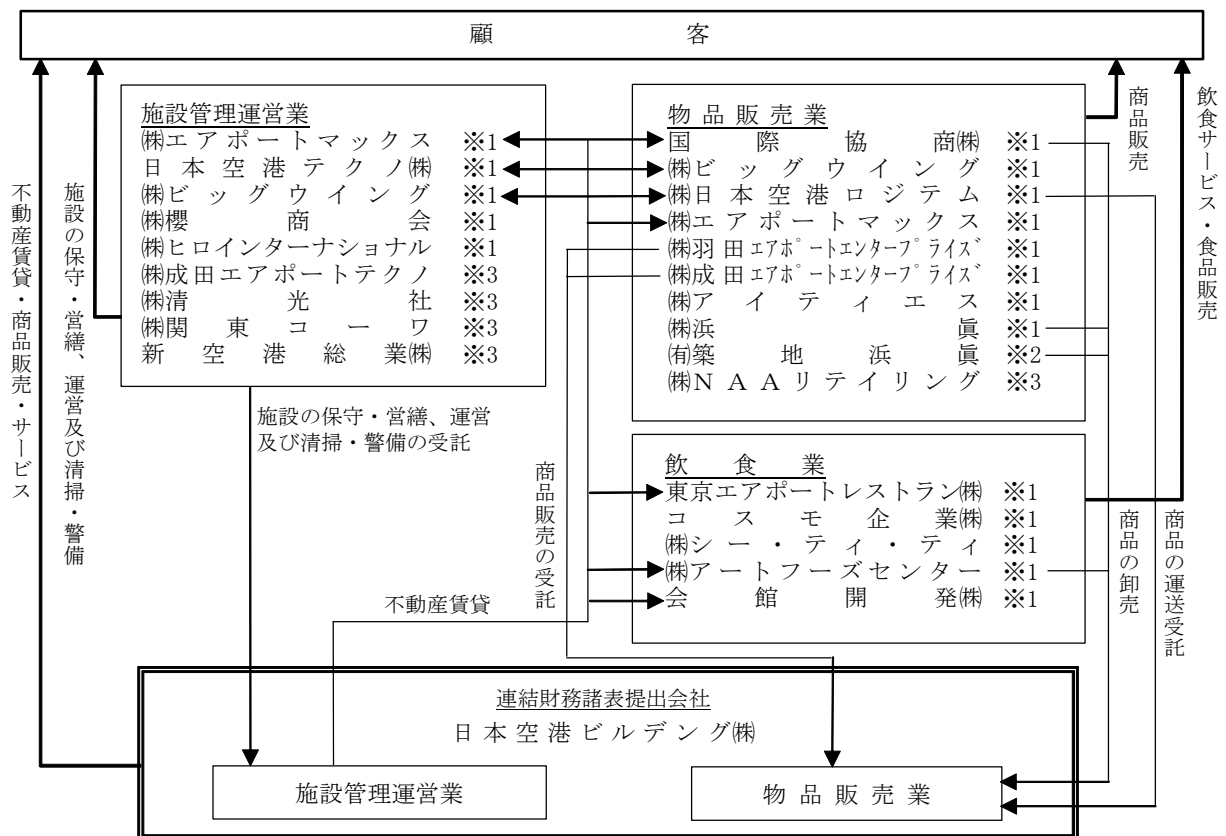 顧客
施設管理運営業
㈱エアポートマックス ※1
日本空港テクノ㈱ ※1
㈱ビッグウイング ※1
㈱櫻商会 ※1
㈱ヒロインターナショナル ※1
㈱成田エアポートテクノ ※3
㈱清光社 ※3
㈱関東コーワ ※3
新空港総業㈱ ※3
物品販売業
国際協商㈱ ※1
㈱ビッグウイング ※1
㈱日本空港ロジテム ※1
㈱エアポートマックス ※1
㈱羽田エアポートエンタープライズ ※1
㈱成田エアポートエンタープライズ ※1
㈱アイティエス ※1
㈱浜眞 ※1
㈲築地浜眞 ※2
㈱NAAリテイリング ※3
飲食業
東京エアポートレストラン㈱ ※1
コスモ企業㈱ ※1
㈱シー・ティ・ティ ※1
㈱アートフーズセンター ※1
会館開発㈱ ※1
不動産賃貸・商品販売・サービス
施設の保守・営繕、運営及び清掃・警備
施設の保守・営繕、運営
及び清掃・警備の受託
商品販売の受託
不動産賃貸
商品販売
飲食サービス・食品販売
商品の卸売
商品の運送受託
連結財務諸表提出会社
日本空港ビルデング㈱
施設管理運営業
物品販売業